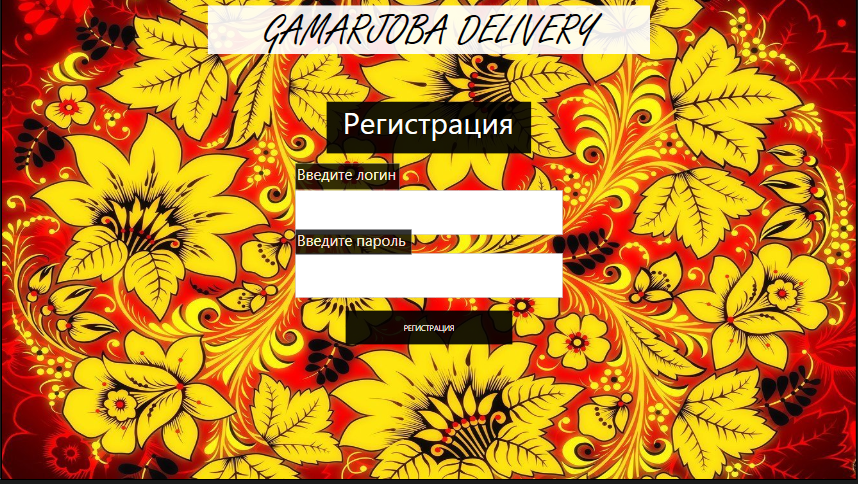 GAMARJOBA DELIVERY
Регистрация
Введите логин
Введите пароль
РЕГИСТРАЦИЯ